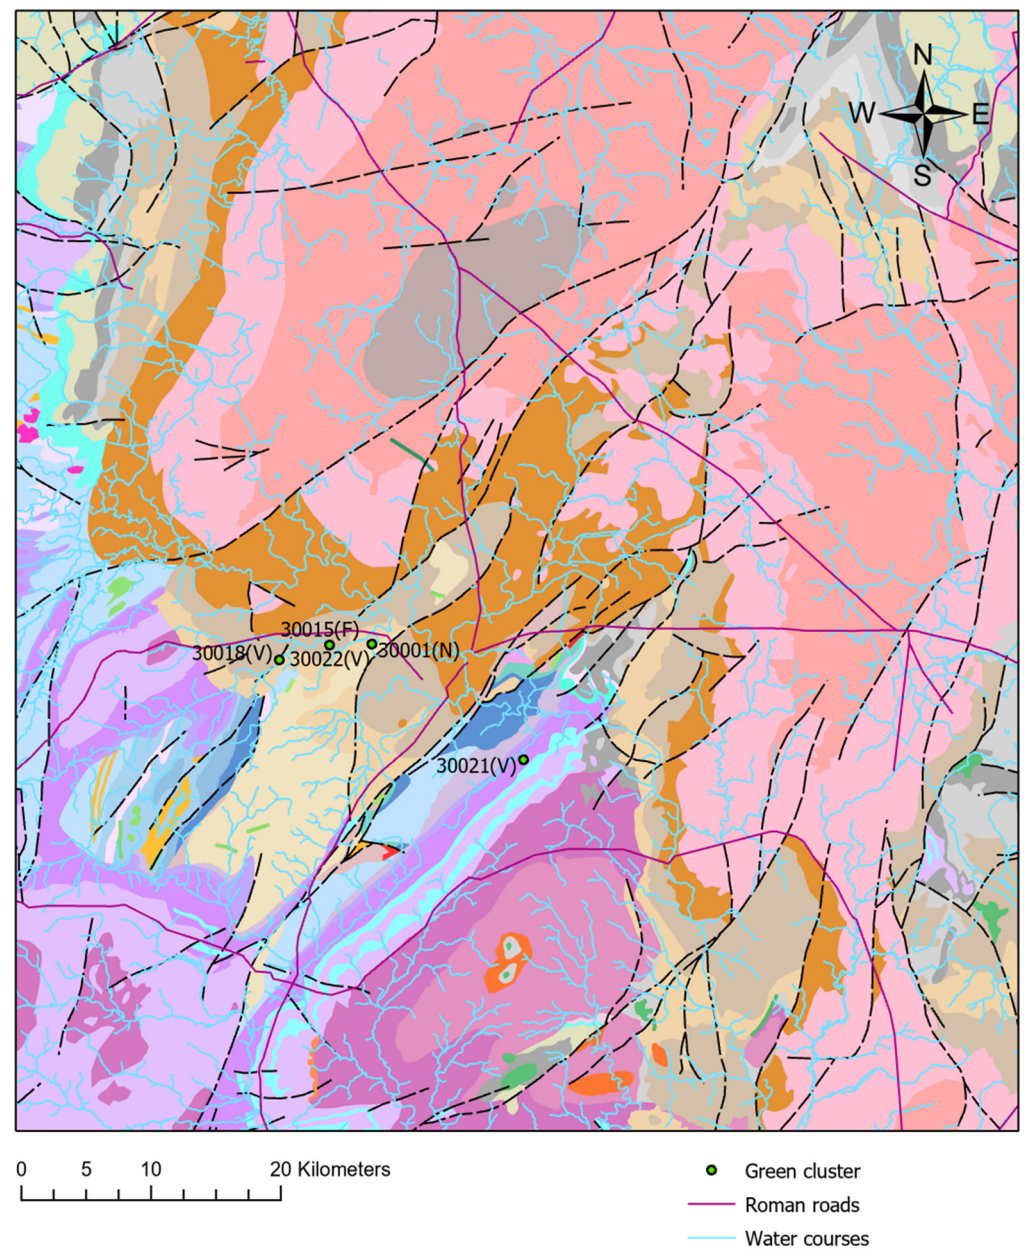 N
W E
S
30015(F)
30018(V) 30022(V) 30001(N)
30021(V)
0 5 10 20 Kilometers
Green cluster
Roman roads
Water courses